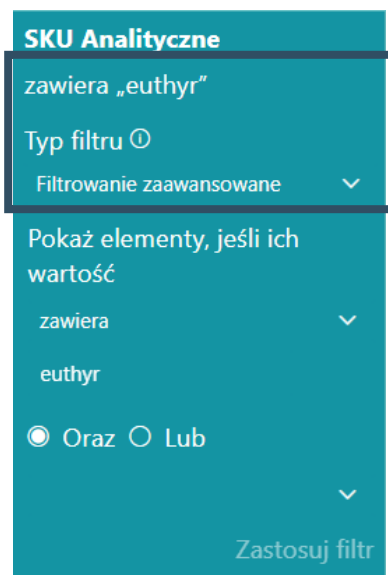 SKU Analityczne
zawiera „euthyr”
Typ filtru
Filtrowanie zaawansowane
Pokaż elementy, jeśli ich
wartość
zawiera
euthyr
Oraz Lub
Zastosuj filtr